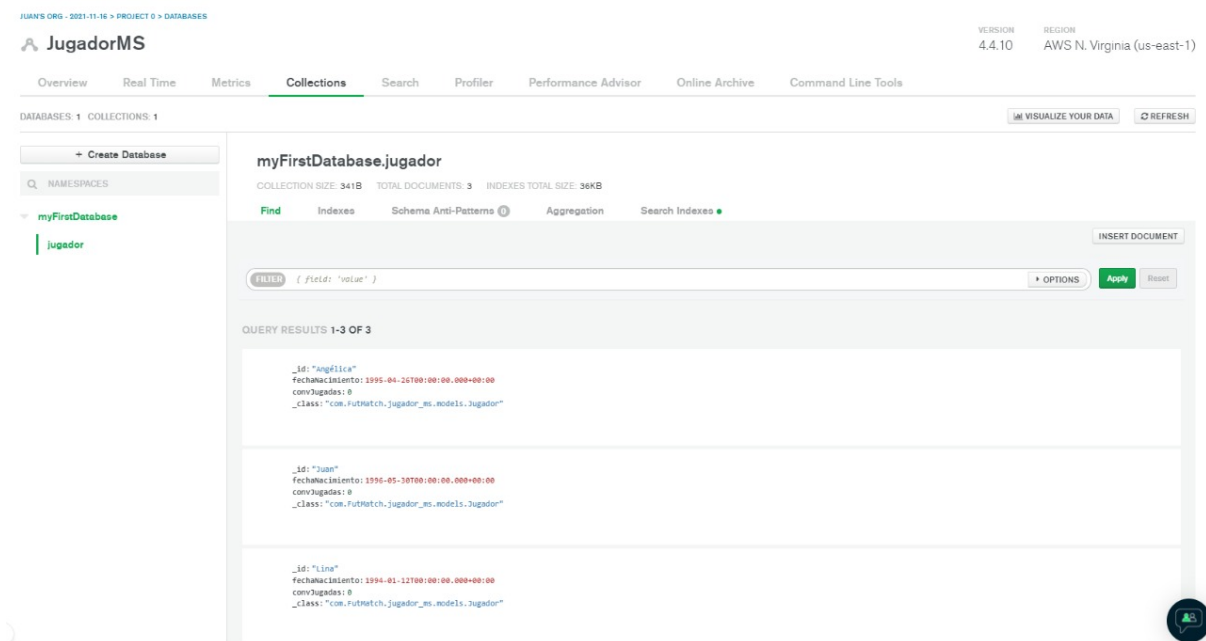 JUAN'S ORG - 2021-11-16 > PROJECT 0 > DATABASES
JugadorMS
VERSION
4.4.10
REGION
AWS N. Virginia (us-east-1)
Overview Real Time Metrics Collections Search Profiler Performance Advisor Online Archive Command Line Tools
DATABASES: 1 COLLECTIONS: 1
VISUALIZE YOUR DATA REFRESH
+ Create Database
NAMESPACES
myFirstDatabase
jugador
myFirstDatabase.jugador
COLLECTION SIZE: 341B TOTAL DOCUMENTS: 3 INDEXES TOTAL SIZE: 36KB
Find Indexes Schema Anti-Patterns 0 Aggregation Search Indexes
INSERT DOCUMENT
FILTER { field: 'value' } OPTIONS Apply Reset
QUERY RESULTS 1-3 OF 3
_id: "Angélica"
fechaNacimiento: 1995-04-26T00:00:00.000+00:00
convJugadas: 0
_class: "com.FutMatch.jugador_ms.models.Jugador"
_id: "Juan"
fechaNacimiento: 1996-05-30T00:00:00.000+00:00
convJugadas: 0
_class: "com.FutMatch.jugador_ms.models.Jugador"
_id: "Lina"
fechaNacimiento: 1994-01-12T00:00:00.000+00:00
convJugadas: 0
_class: "com.FutMatch.jugador_ms.models.Jugador"